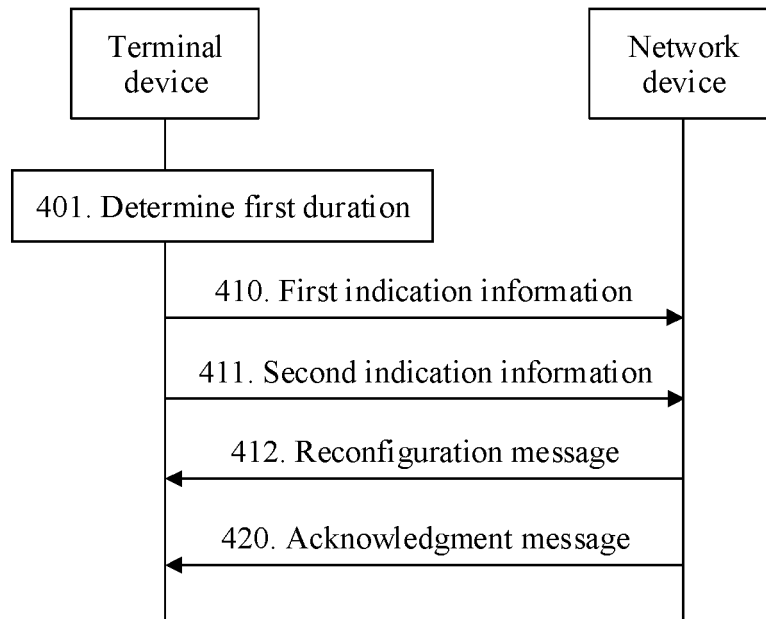 Terminal
device
Network
device
401. Determine first duration
410. First indication information
411. Second indication information
412. Reconfiguration message
420. Acknowledgment message